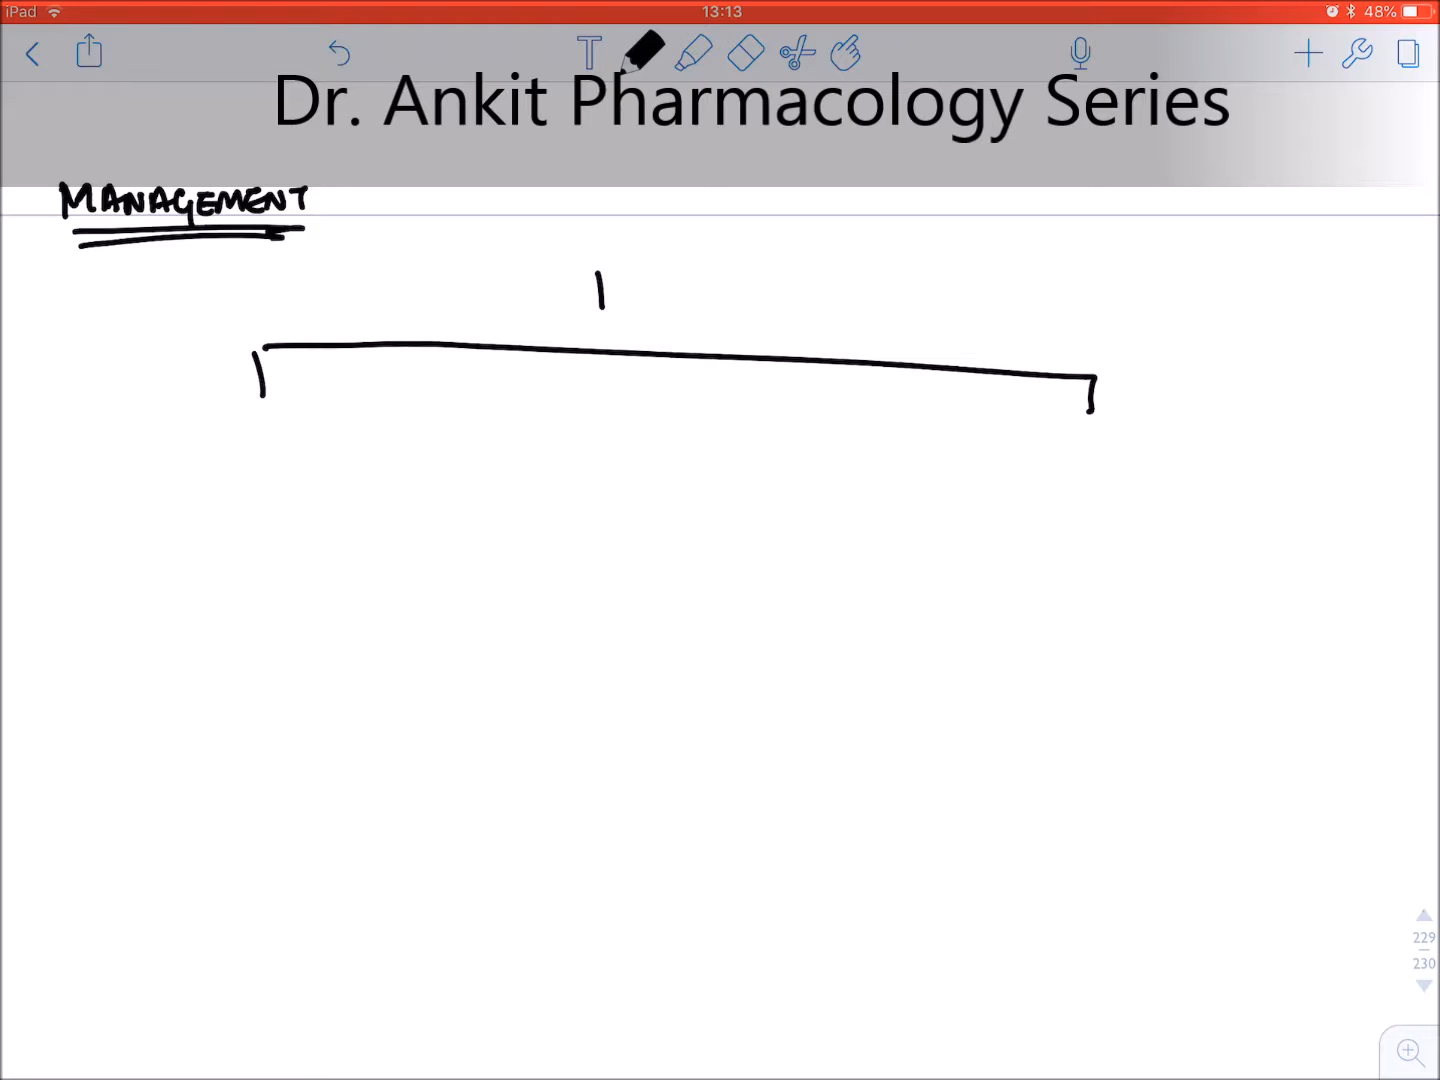 iPad 13:13 48%
T
Dr. Ankit Pharmacology Series
MANAGEMENT
229
230